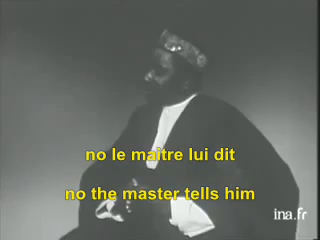 no le maitre lui dit
no the master tells him
ina.fr